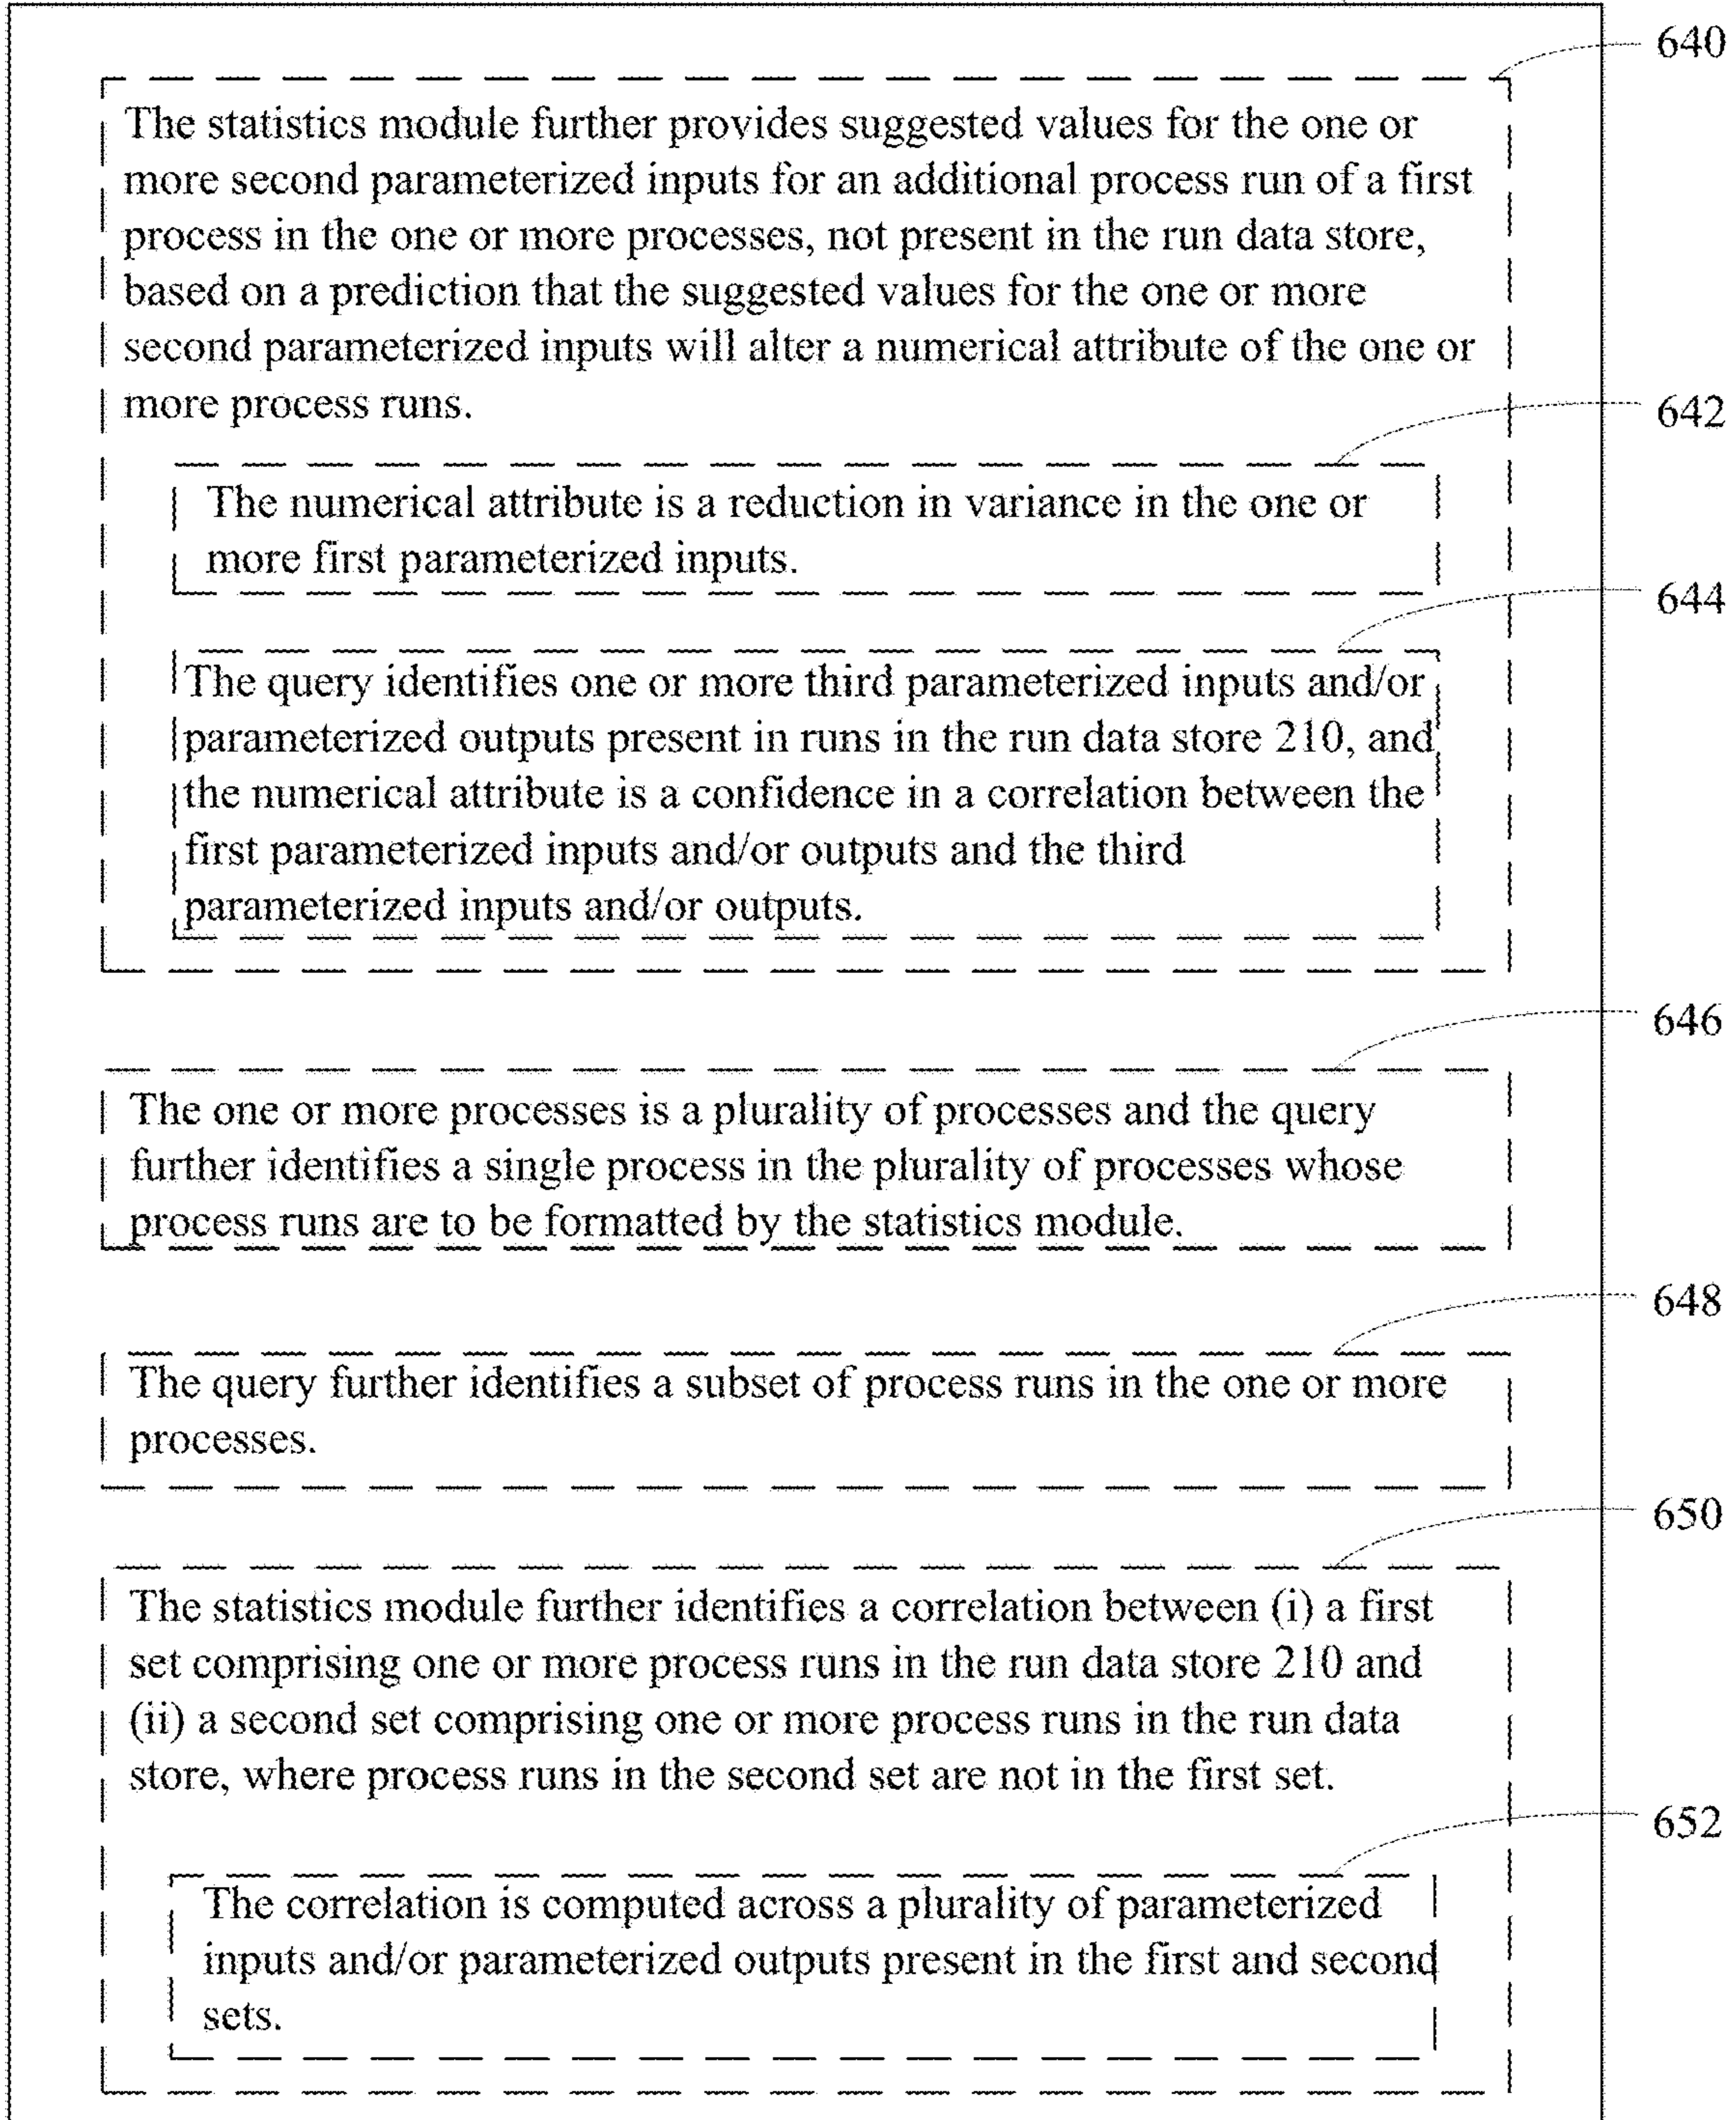 640
The statistics module further provides suggested values for the one or
more second parameterized inputs for an additional process run of a first
process in the one or more processes, not present in the run data store,
based on a prediction that the suggested values for the one or more
second parameterized inputs will alter a numerical attribute of the one or
more process runs.
642
The numerical attribute is a reduction in variance in the one or
more first parameterized inputs.
644
The query identifies one or more third parameterized inputs and/or
parameterized outputs present in runs in the run data store 210, and
the numerical attribute is a confidence in a correlation between the
first parameterized inputs and/or outputs and the third
parameterized inputs and/or outputs.
646
The one or more processes is a plurality of processes and the query
further identifies a single process in the plurality of processes whose
process runs are to be formatted by the statistics module.
648
The query further identifies a subset of process runs in the one or more
processes.
650
The statistics module further identifies a correlation between (i) a first
set comprising one or more process runs in the run data store 210 and
(ii) a second set comprising one or more process runs in the run data
store, where process runs in the second set are not in the first set.
652
The correlation is computed across a plurality of parameterized
inputs and/or parameterized outputs present in the first and second
sets.